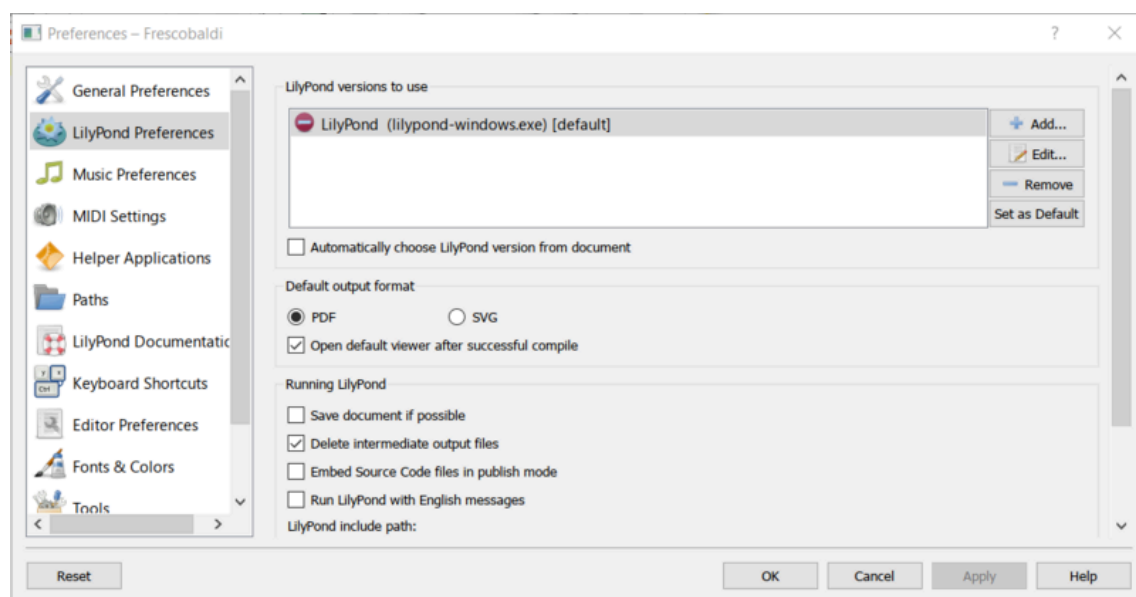 Preferences – Frescobaldi
?
General Preferences
LilyPond Preferences
Music Preferences
MIDI Settings
Helper Applications
Paths
LilyPond Documentatic
Keyboard Shortcuts
Editor Preferences
Fonts & Colors
Tools
LilyPond versions to use
LilyPond (lilypond-windows.exe) [default]
Add...
Edit...
Remove
Set as Default
Automatically choose LilyPond version from document
Default output format
PDF SVG
Open default viewer after successful compile
Running LilyPond
Save document if possible
Delete intermediate output files
Embed Source Code files in publish mode
Run LilyPond with English messages
LilyPond include path:
Reset OK Cancel Apply Help